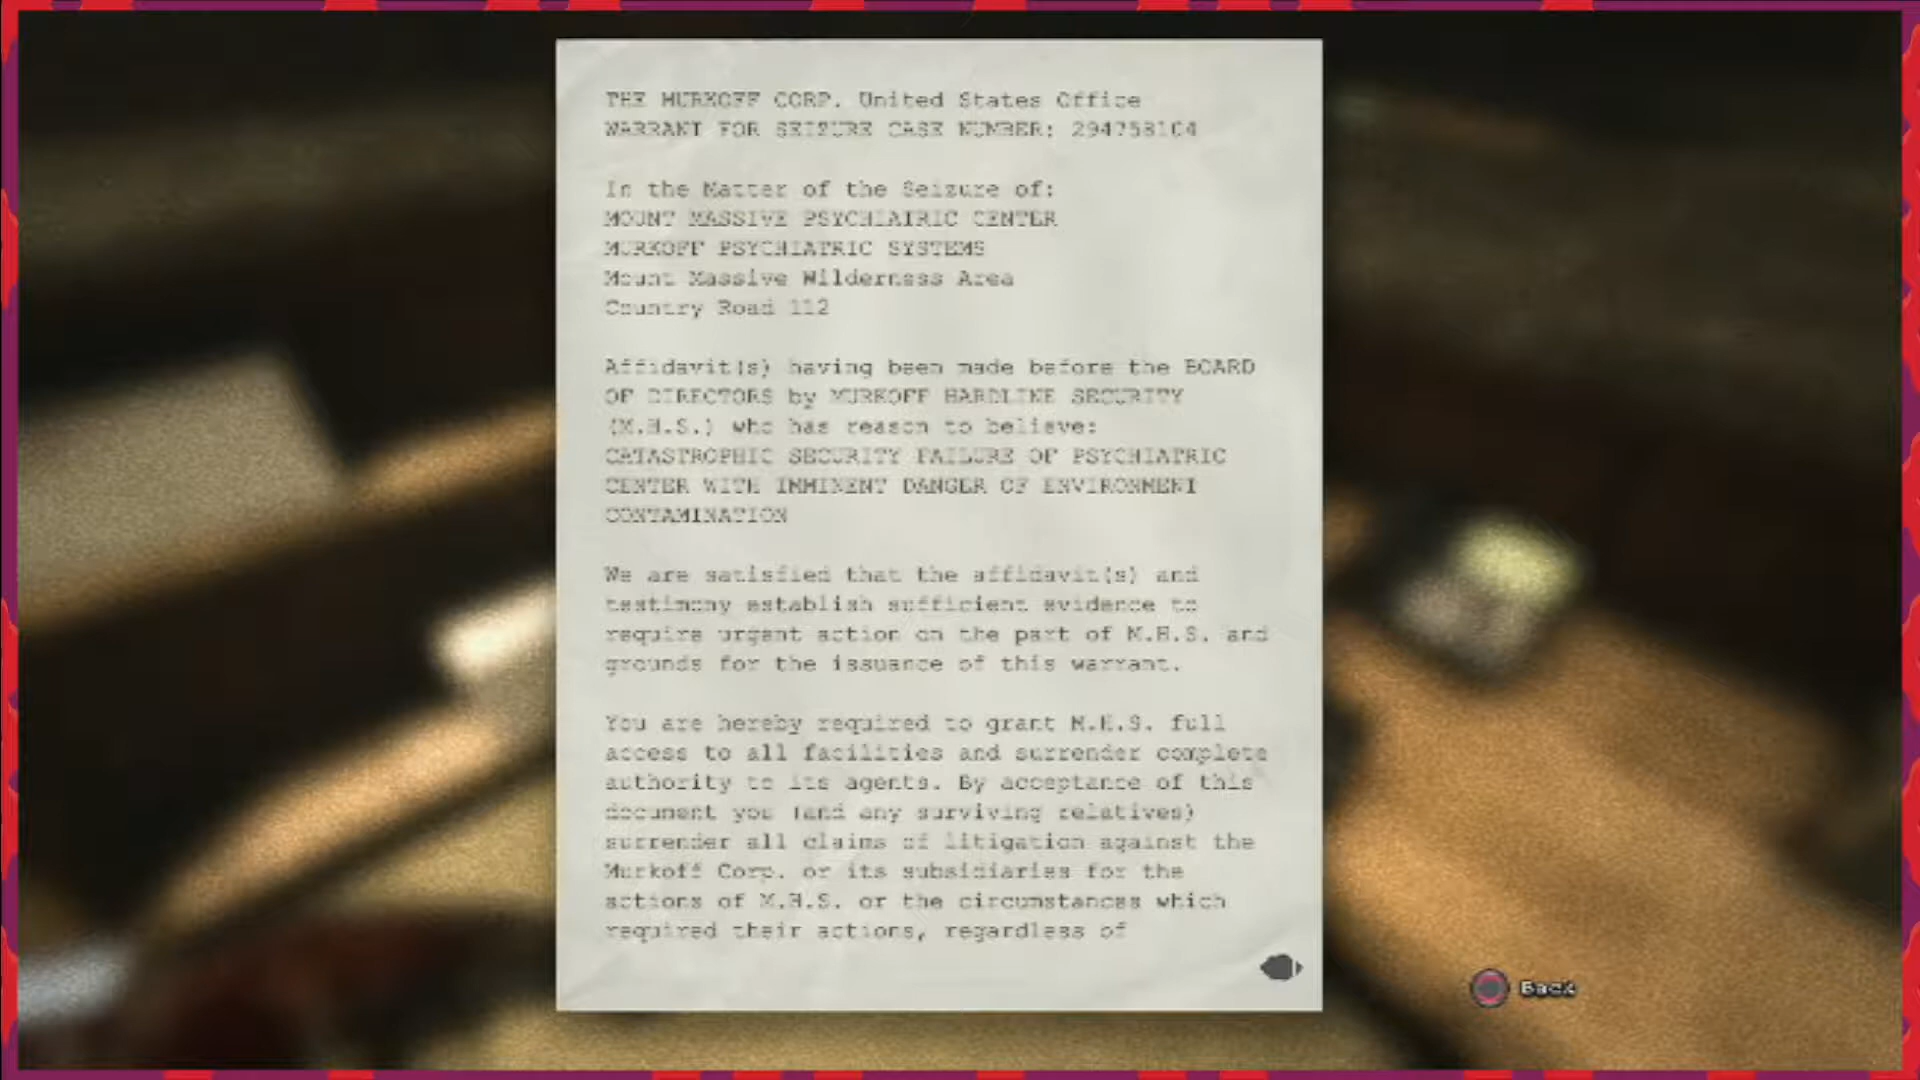 THE MURKOFF CORP. United States Office
WARRANT FOR SEIZURE CASE NUMBER: 294758104
In the Matter of the Seizure of:
MOUNT MASSIVE PSYCHIATRIC CENTER
MURKOFF PSYCHIATRIC SYSTEMS
Mount Massive Wilderness Area
Country Road 112
Affidavit(s) having been made before the BOARD
OF DIRECTORS by MURKOFF HARDLINE SECURITY
(M.H.S.) who has reason to believe:
CATASTROPHIC SECURITY FAILURE OF PSYCHIATRIC
CENTER WITH IMMINENT DANGER OF ENVIRONMENT
CONTAMINATION
We are satisfied that the affidavit(s) and
testimony establish sufficient evidence to
require urgent action on the part of M.H.S. and
grounds for the issuance of this warrant.
You are hereby required to grant M.H.S. full
access to all facilities and surrender complete
authority to its agents. By acceptance of this
document you (and any surviving relatives)
surrender all claims of litigation against the
Murkoff Corp. or its subsidiaries for the
actions of M.H.S. or the circumstances which
required their actions, regardless of
Back